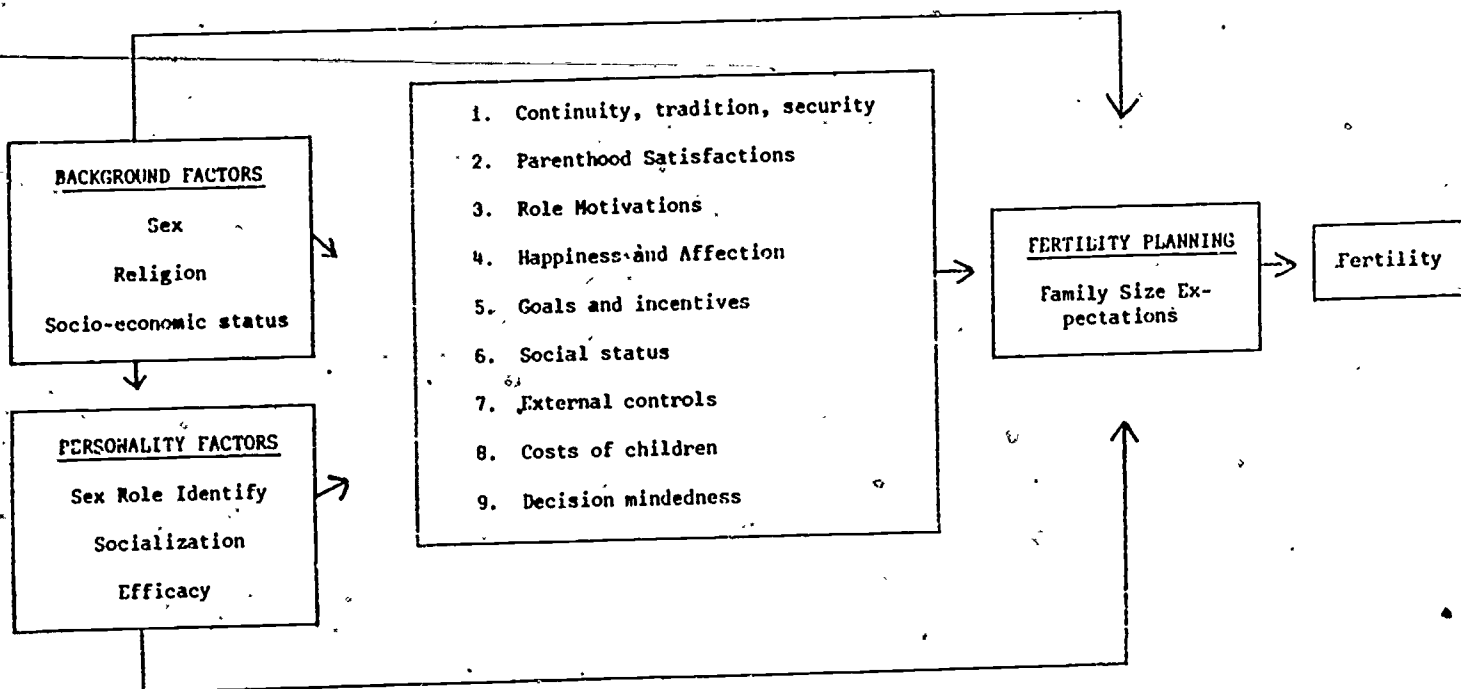 BACKGROUND FACTORS
Sex
Religion
Socio-economic status
PERSONALITY FACTORS
Sex Role Identify
Socialization
Efficacy
1. Continuity, tradition, security
2. Parenthood Satisfactions
3. Role Motivations
4. Happiness and Affection
5. Goals and incentives
6. Social status
7. External controls
8. Costs of children
9. Decision mindedness
FERTILITY PLANNING
Family Size Ex-
pectations
Fertility